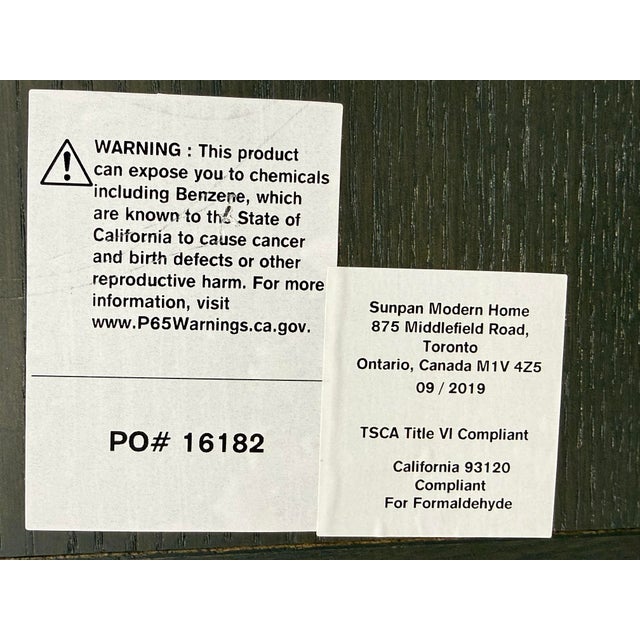 WARNING : This product
can expose you to chemicals
including Benzene, which
are known to the State of
California to cause cancer
and birth defects or other
reproductive harm. For more
information, visit
www.P65Warnings.ca.gov.
PO# 16182
Sunpan Modern Home
875 Middlefield Road,
Toronto
Ontario, Canada M1V 4Z5
09 / 2019
TSCA Title VI Compliant
California 93120
Compliant
For Formaldehyde